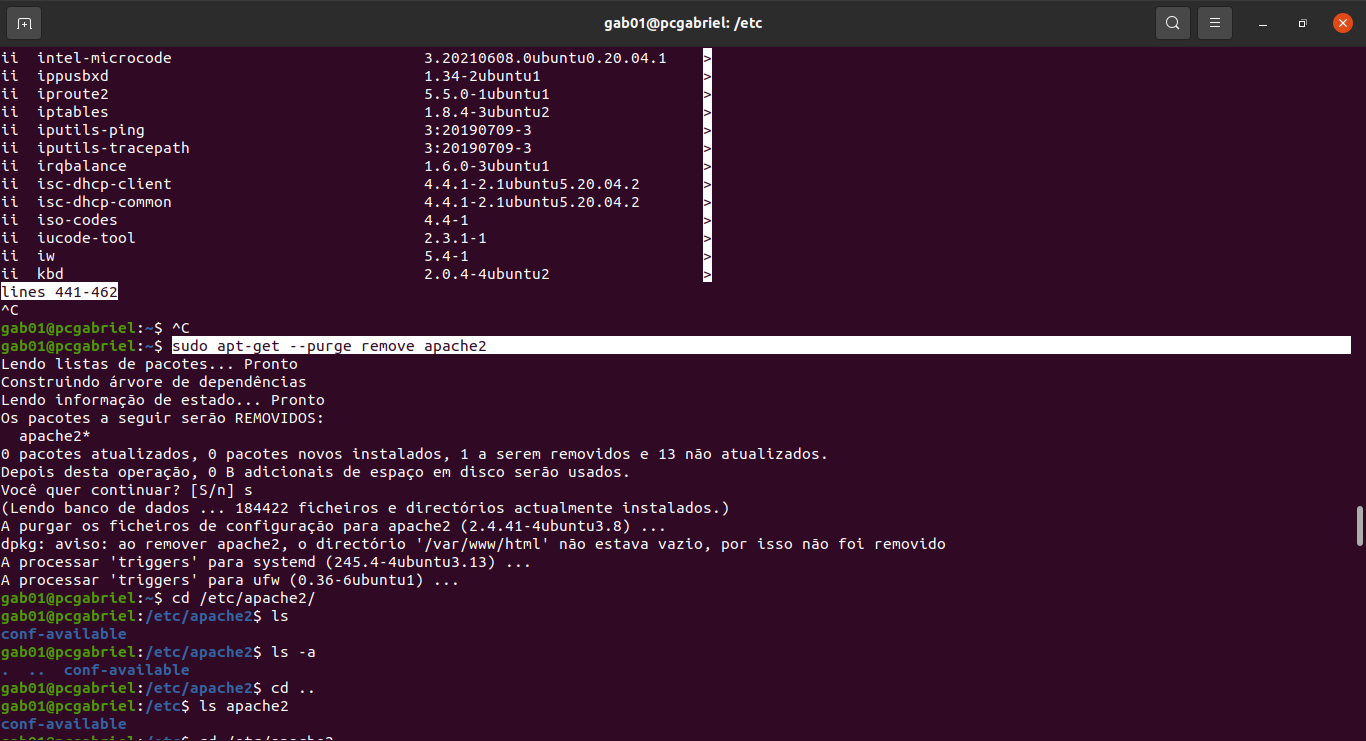 gab01@pcgabriel: /etc
ii  intel-microcode                            3.20210608.0ubuntu0.20.04.1    >
ii  ippusbxd                                   1.34-2ubuntu1                  >
ii  iproute2                                   5.5.0-1ubuntu1                 >
ii  iptables                                   1.8.4-3ubuntu2                 >
ii  iputils-ping                               3:20190709-3                   >
ii  iputils-tracepath                          3:20190709-3                   >
ii  irqbalance                                 1.6.0-3ubuntu1                 >
ii  isc-dhcp-client                            4.4.1-2.1ubuntu5.20.04.2       >
ii  isc-dhcp-common                            4.4.1-2.1ubuntu5.20.04.2       >
ii  iso-codes                                  4.4-1                          >
ii  iucode-tool                                2.3.1-1                        >
ii  iw                                         5.4-1                          >
ii  kbd                                        2.0.4-4ubuntu2                 >
lines 441-462
^C
gab01@pcgabriel:~$ ^C
gab01@pcgabriel:~$ sudo apt-get --purge remove apache2
Lendo listas de pacotes... Pronto
Construindo árvore de dependências
Lendo informação de estado... Pronto
Os pacotes a seguir serão REMOVIDOS:
  apache2*
0 pacotes atualizados, 0 pacotes novos instalados, 1 a serem removidos e 13 não atualizados.
Depois desta operação, 0 B adicionais de espaço em disco serão usados.
Você quer continuar? [S/n] s
(Lendo banco de dados ... 184422 ficheiros e directórios actualmente instalados.)
A purgar os ficheiros de configuração para apache2 (2.4.41-4ubuntu3.8) ...
dpkg: aviso: ao remover apache2, o directório '/var/www/html' não estava vazio, por isso não foi removido
A processar 'triggers' para systemd (245.4-4ubuntu3.13) ...
A processar 'triggers' para ufw (0.36-6ubuntu1) ...
gab01@pcgabriel:~$ cd /etc/apache2/
gab01@pcgabriel:/etc/apache2$ ls
conf-available
gab01@pcgabriel:/etc/apache2$ ls -a
.  ..  conf-available
gab01@pcgabriel:/etc/apache2$ cd ..
gab01@pcgabriel:/etc$ ls apache2
conf-available
gab01@pcgabriel:/etc$ cd /etc/apache2